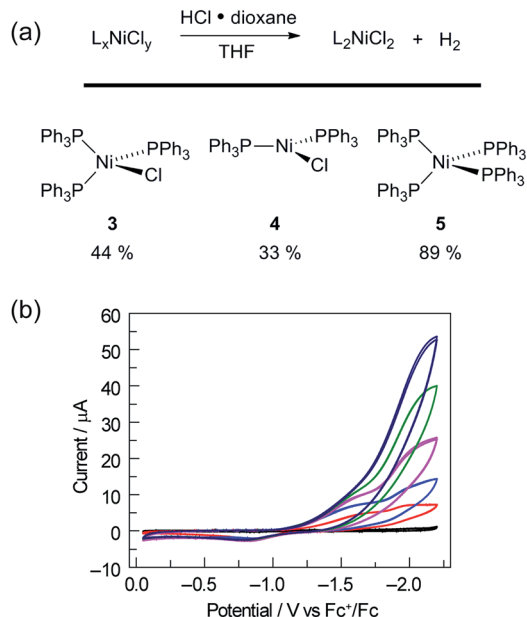 (a)
LₓNiClᵧ HCl • dioxane THF L₂NiCl₂ + H₂
Ph₃P Ph₃P Ni PPh₃ Cl
Ph₃P Ni PPh₃ Cl
Ph₃P Ph₃P Ni PPh₃ PPh₃
3 4 5
44 % 33 % 89 %
(b)
60
50
40
30
20
10
0
−10
Current / μA
0.0 −0.5 −1.0 −1.5 −2.0
Potential / V vs Fc⁺/Fc